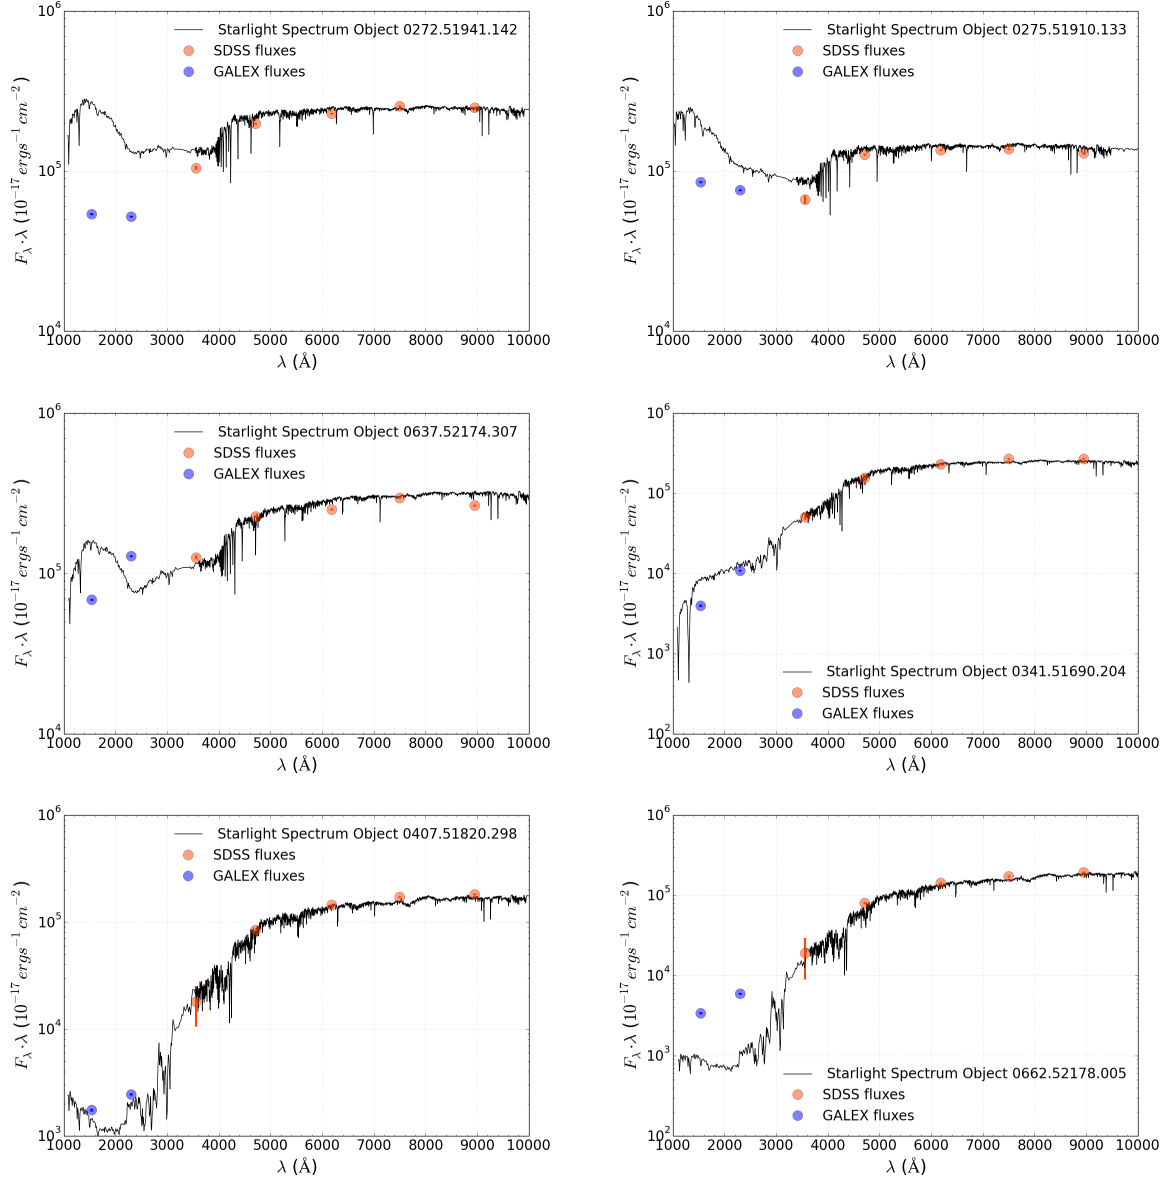 10^6
10^5
10^4
1000 2000 3000 4000 5000 6000 7000 8000 9000 10000
λ (Å)
F_λ·λ (10^−17 ergs^−1 cm^−2)
Starlight Spectrum Object 0272.51941.142
SDSS fluxes
GALEX fluxes
10^6
10^5
10^4
1000 2000 3000 4000 5000 6000 7000 8000 9000 10000
λ (Å)
F_λ·λ (10^−17 ergs^−1 cm^−2)
Starlight Spectrum Object 0275.51910.133
SDSS fluxes
GALEX fluxes
10^6
10^5
10^4
1000 2000 3000 4000 5000 6000 7000 8000 9000 10000
λ (Å)
F_λ·λ (10^−17 ergs^−1 cm^−2)
Starlight Spectrum Object 0637.52174.307
SDSS fluxes
GALEX fluxes
10^6
10^5
10^4
10^3
10^2
1000 2000 3000 4000 5000 6000 7000 8000 9000 10000
λ (Å)
F_λ·λ (10^−17 ergs^−1 cm^−2)
Starlight Spectrum Object 0341.51690.204
SDSS fluxes
GALEX fluxes
10^6
10^5
10^4
10^3
1000 2000 3000 4000 5000 6000 7000 8000 9000 10000
λ (Å)
F_λ·λ (10^−17 ergs^−1 cm^−2)
Starlight Spectrum Object 0407.51820.298
SDSS fluxes
GALEX fluxes
10^6
10^5
10^4
10^3
10^2
1000 2000 3000 4000 5000 6000 7000 8000 9000 10000
λ (Å)
F_λ·λ (10^−17 ergs^−1 cm^−2)
Starlight Spectrum Object 0662.52178.005
SDSS fluxes
GALEX fluxes